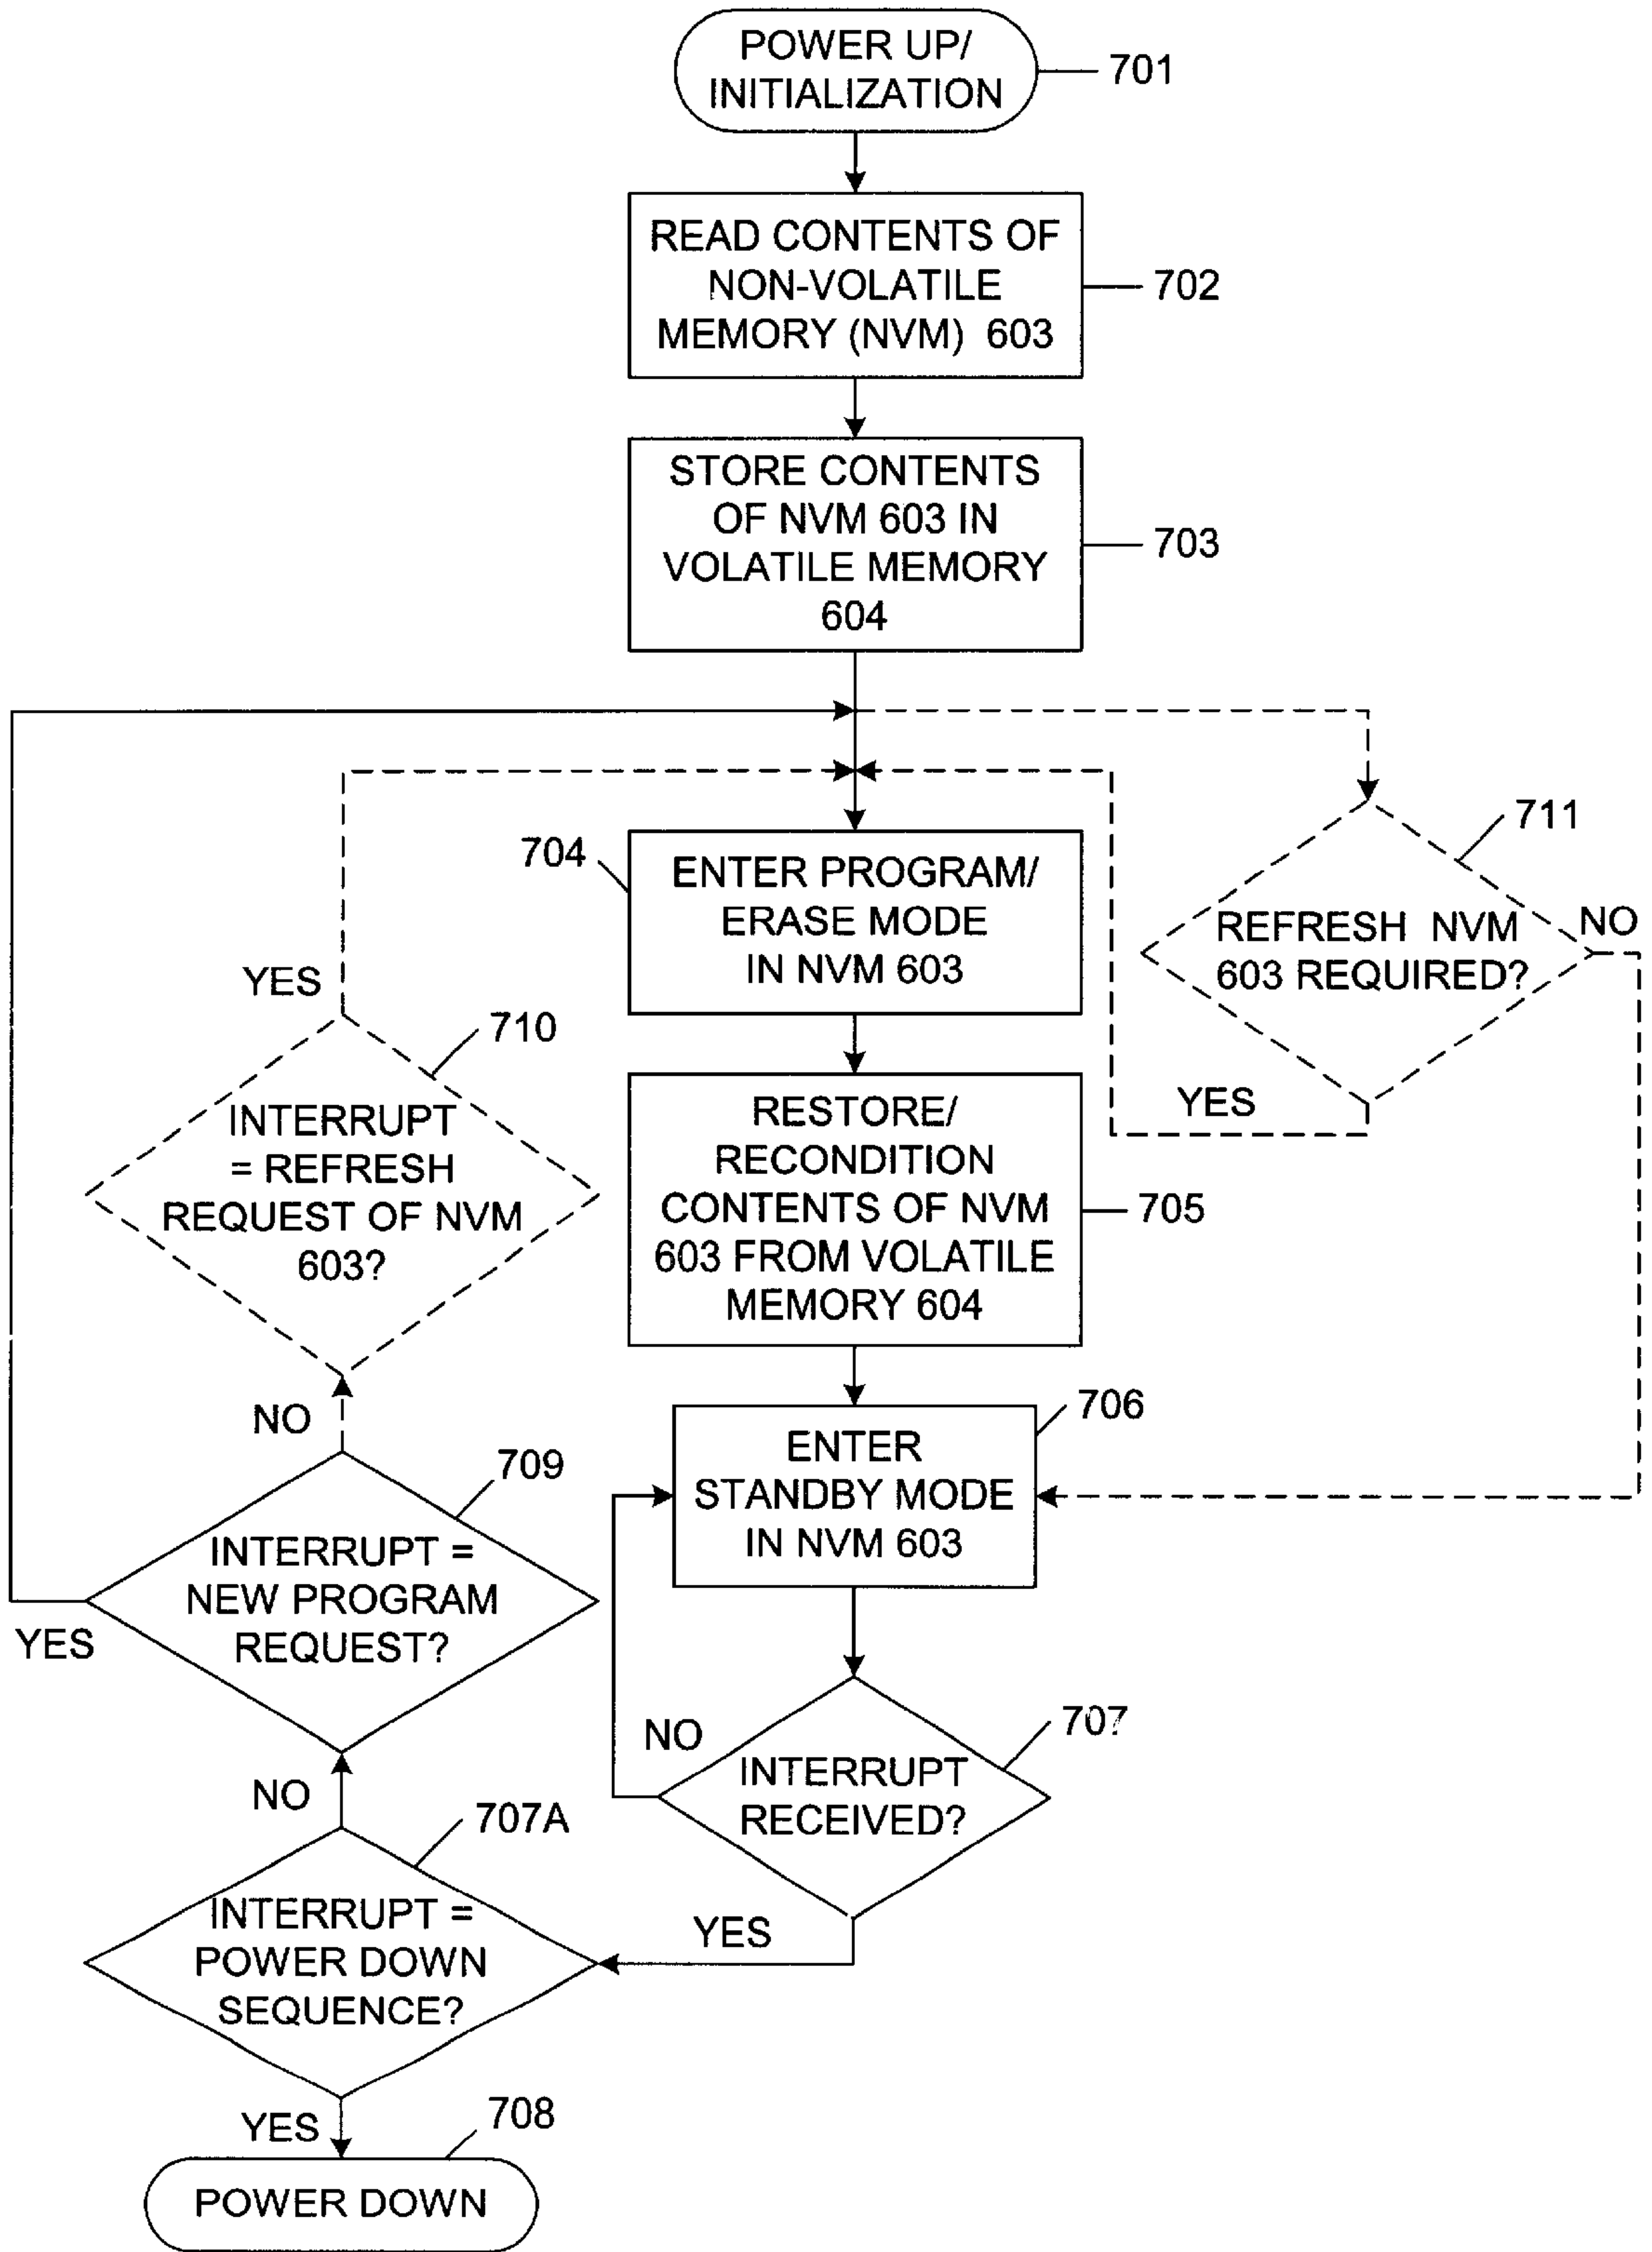 POWER UP/
INITIALIZATION
701
READ CONTENTS OF
NON-VOLATILE
MEMORY (NVM) 603
702
STORE CONTENTS
OF NVM 603 IN
VOLATILE MEMORY
604
703
704
ENTER PROGRAM/
ERASE MODE
IN NVM 603
711
REFRESH NVM
603 REQUIRED?
NO
YES
YES
710
INTERRUPT
= REFRESH
REQUEST OF NVM
603?
NO
RESTORE/
RECONDITION
CONTENTS OF NVM
603 FROM VOLATILE
MEMORY 604
705
706
ENTER
STANDBY MODE
IN NVM 603
709
INTERRUPT =
NEW PROGRAM
REQUEST?
YES
NO
707
INTERRUPT
RECEIVED?
NO
YES
707A
INTERRUPT =
POWER DOWN
SEQUENCE?
YES
708
POWER DOWN